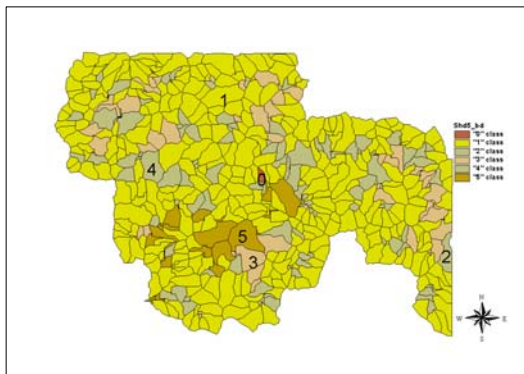 1
Shd5_bd
"0" class
"1" class
"2" class
"3" class
"4" class
"5" class
4
0
5
3
2
N
W E
S